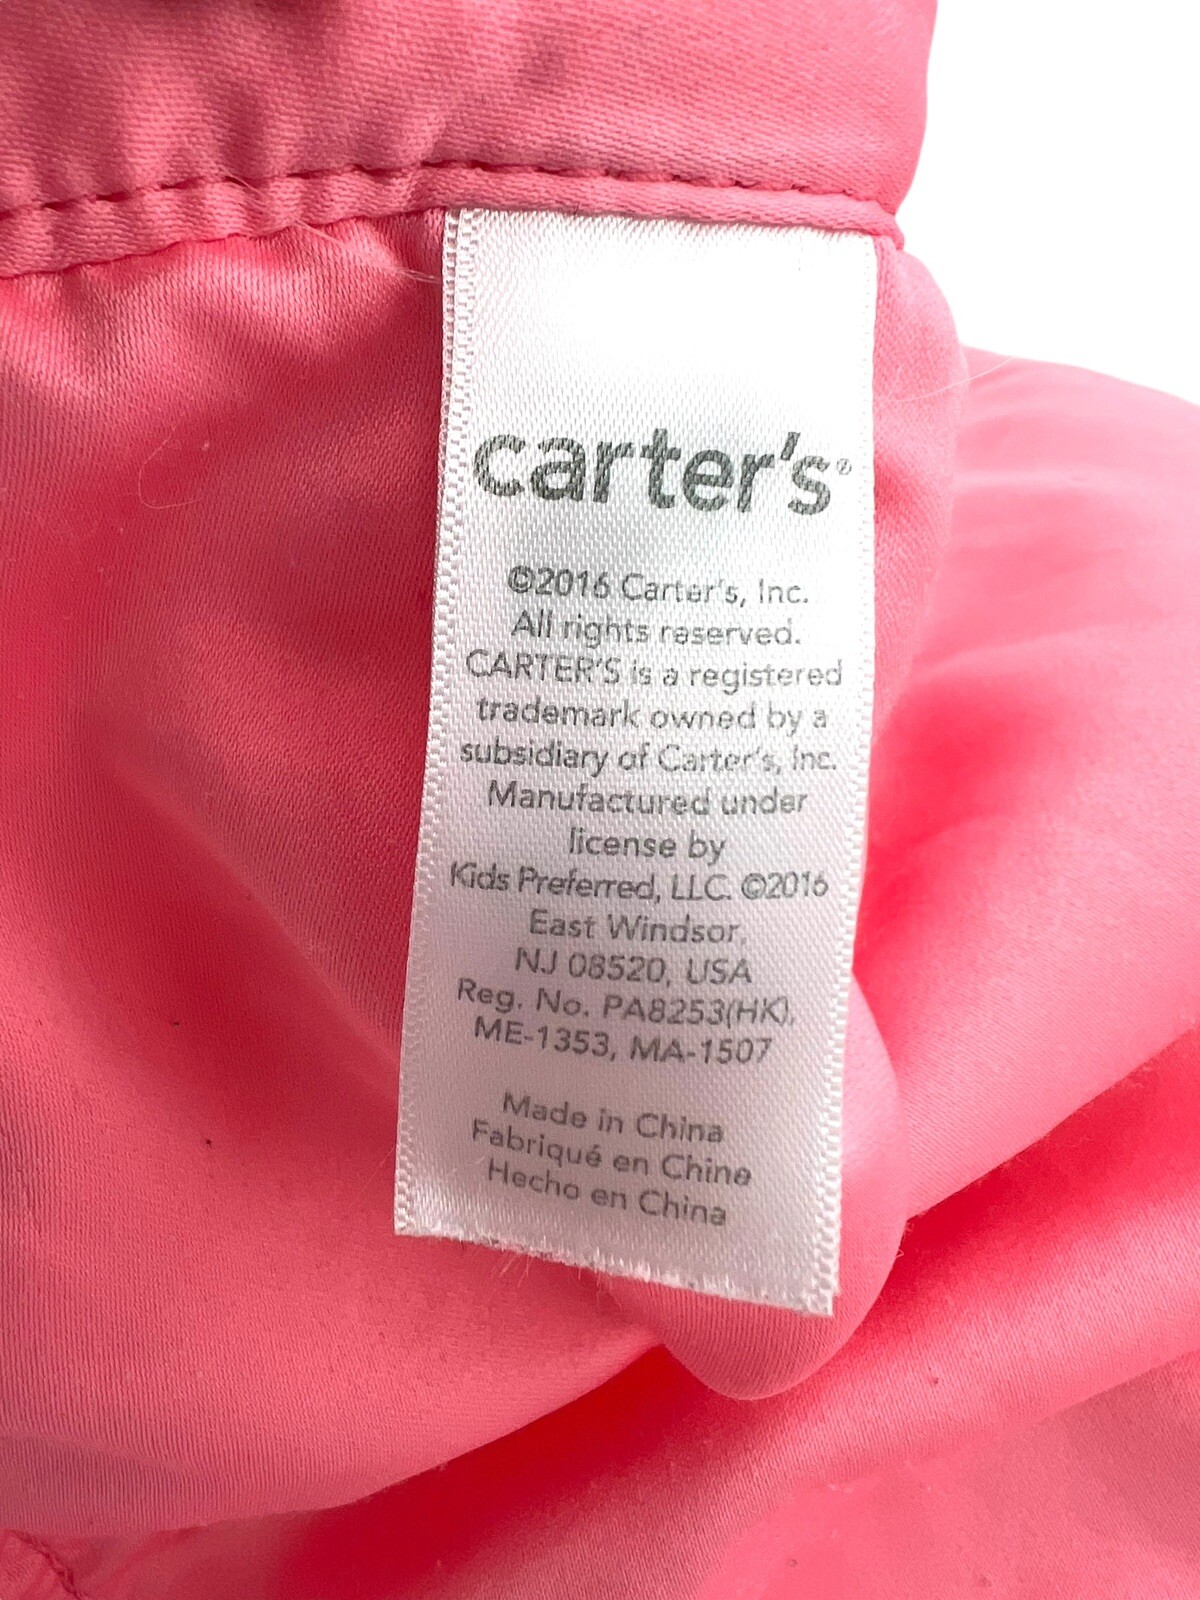 carter's®
©2016 Carter's, Inc.
All rights reserved.
CARTER'S is a registered
trademark owned by a
subsidiary of Carter's, Inc.
Manufactured under
license by
Kids Preferred, LLC. ©2016
East Windsor,
NJ 08520, USA
Reg. No. PA8253(HK),
ME-1353, MA-1507
Made in China
Fabriqué en Chine
Hecho en China